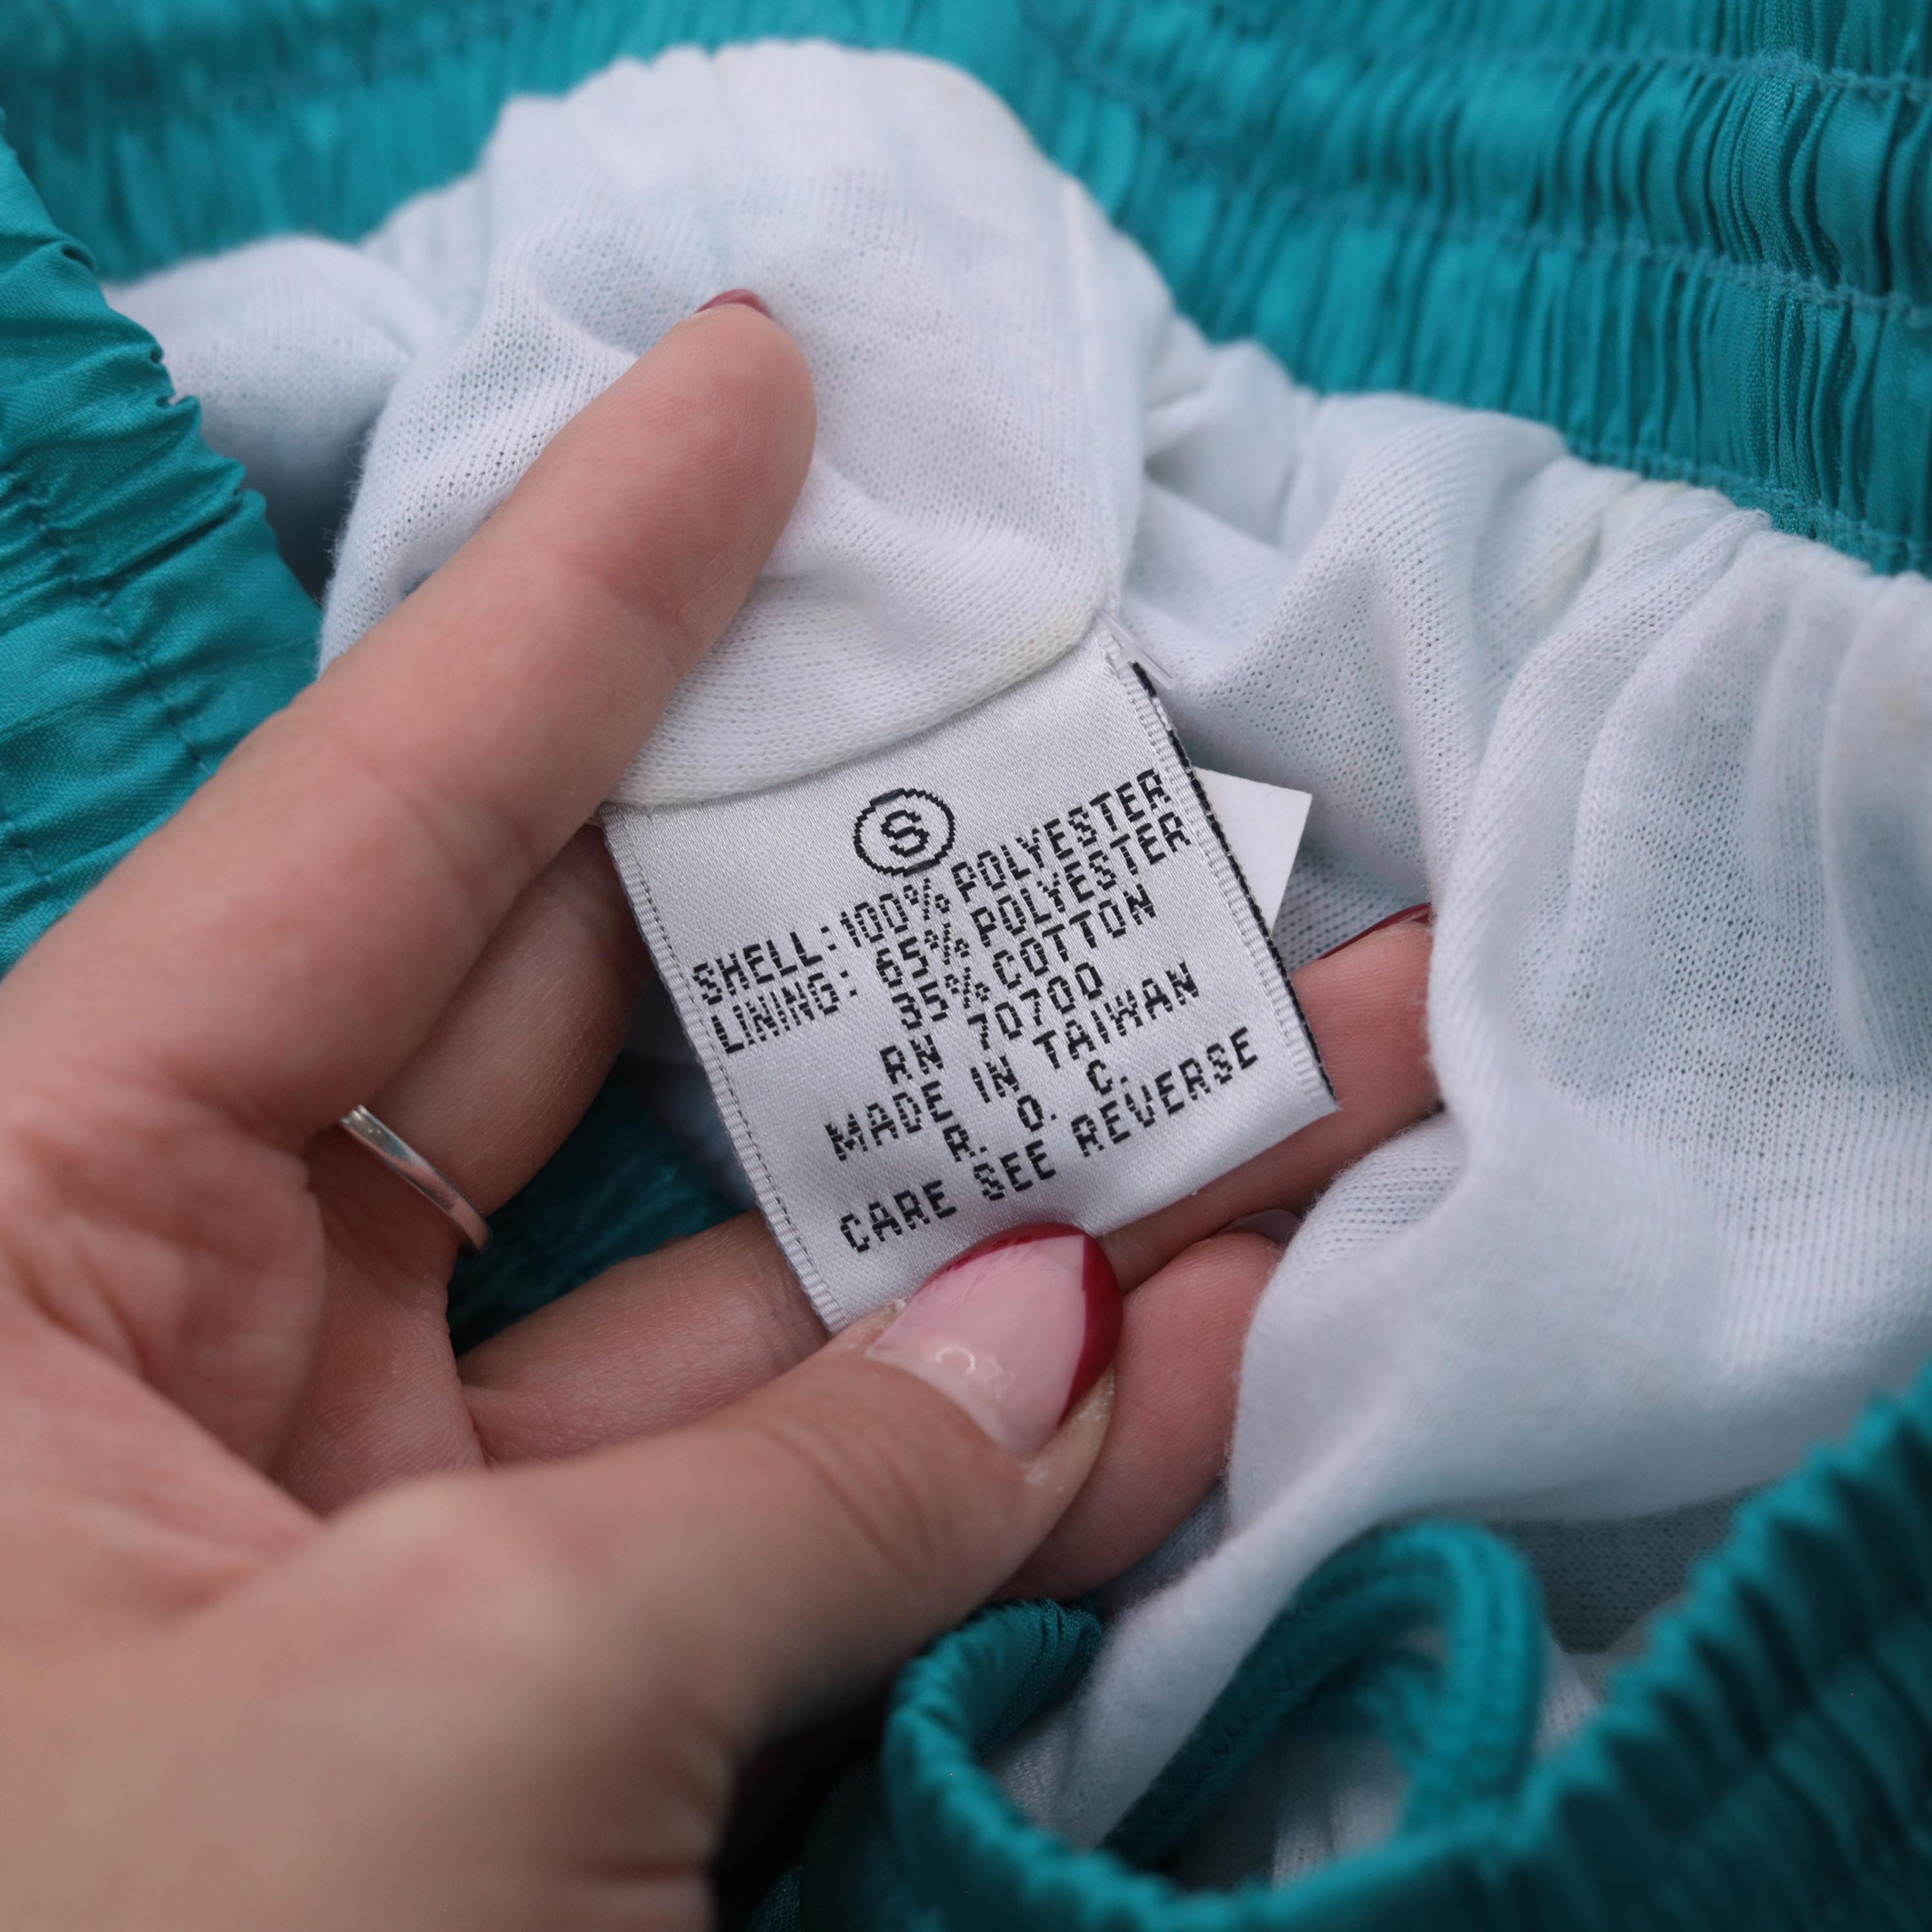 S
SHELL: 100% POLYESTER
LINING: 65% POLYESTER
35% COTTON
RN 70700
MADE IN TAIWAN
R. O. C.
CARE SEE REVERSE